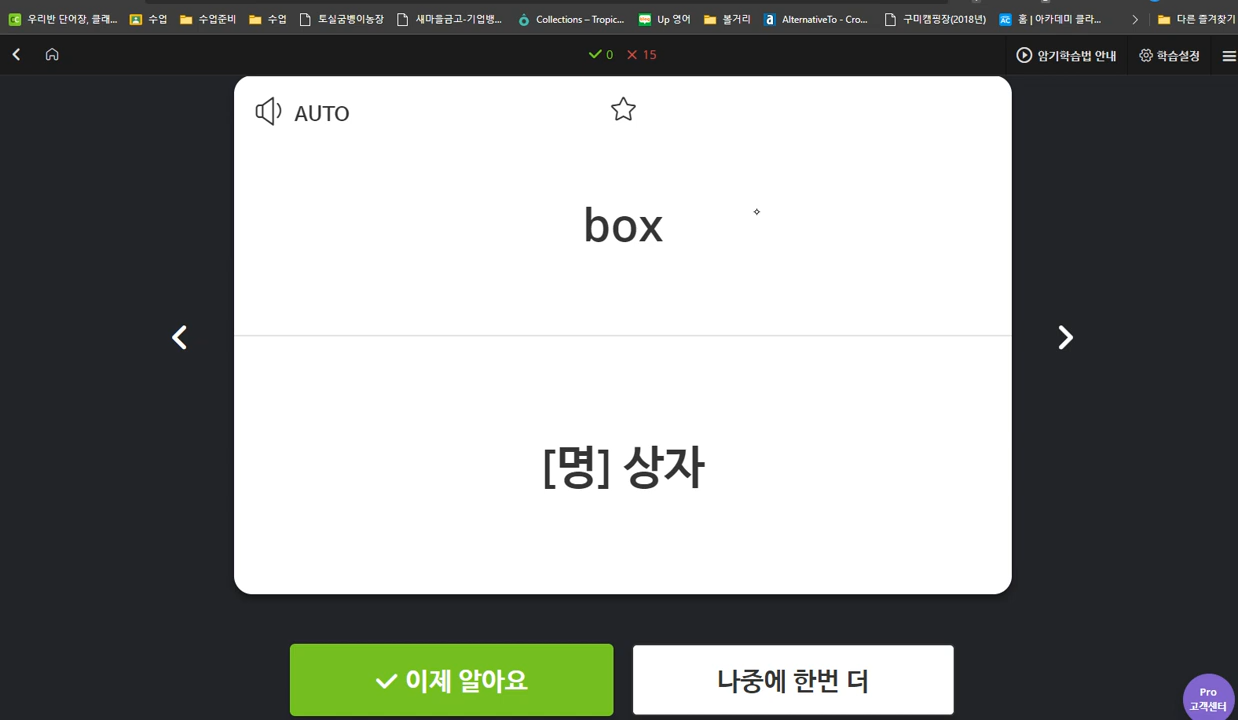 우리반 단어장, 클래... 수업 수업준비 수업 토실굼벵이농장 새마을금고-기업뱅... Collections – Tropic... Up 영어 볼거리 AlternativeTo - Cro... 구미캠핑장(2018년) 홈 | 아카데미 클라... 다른 즐겨찾기
0 15 암기학습법 안내 학습설정
AUTO
box
[명] 상자
이제 알아요 나중에 한번 더
Pro
고객센터